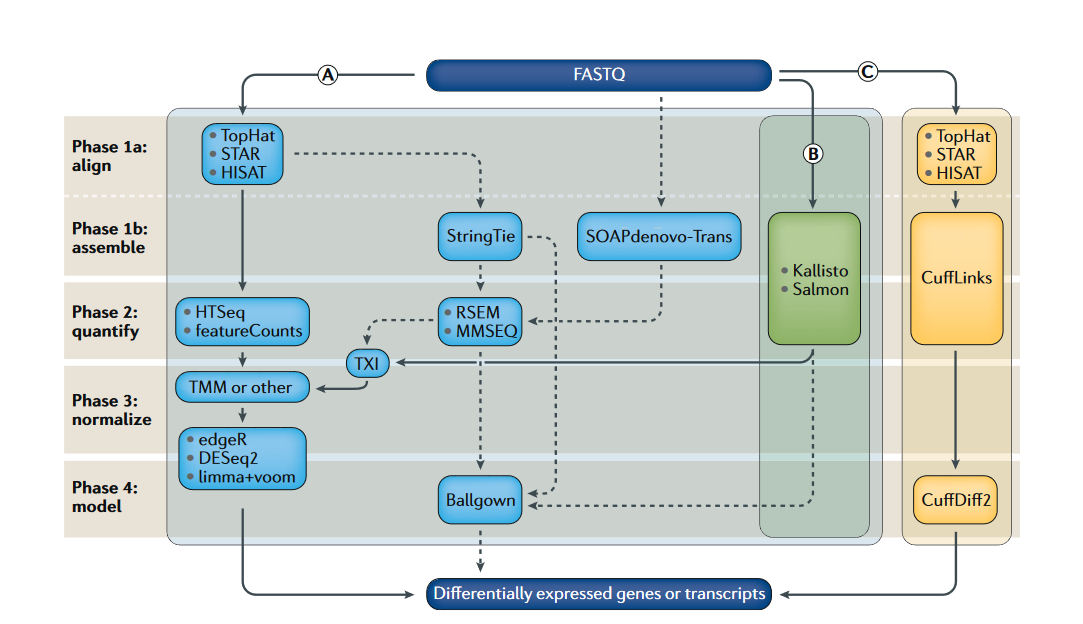 FASTQ
A
C
B
Phase 1a:
align
TopHat
STAR
HISAT
TopHat
STAR
HISAT
Phase 1b:
assemble
StringTie
SOAPdenovo-Trans
Kallisto
Salmon
CuffLinks
Phase 2:
quantify
HTSeq
featureCounts
RSEM
MMSEQ
TXI
Phase 3:
normalize
TMM or other
edgeR
DESeq2
limma+voom
Phase 4:
model
Ballgown
CuffDiff2
Differentially expressed genes or transcripts